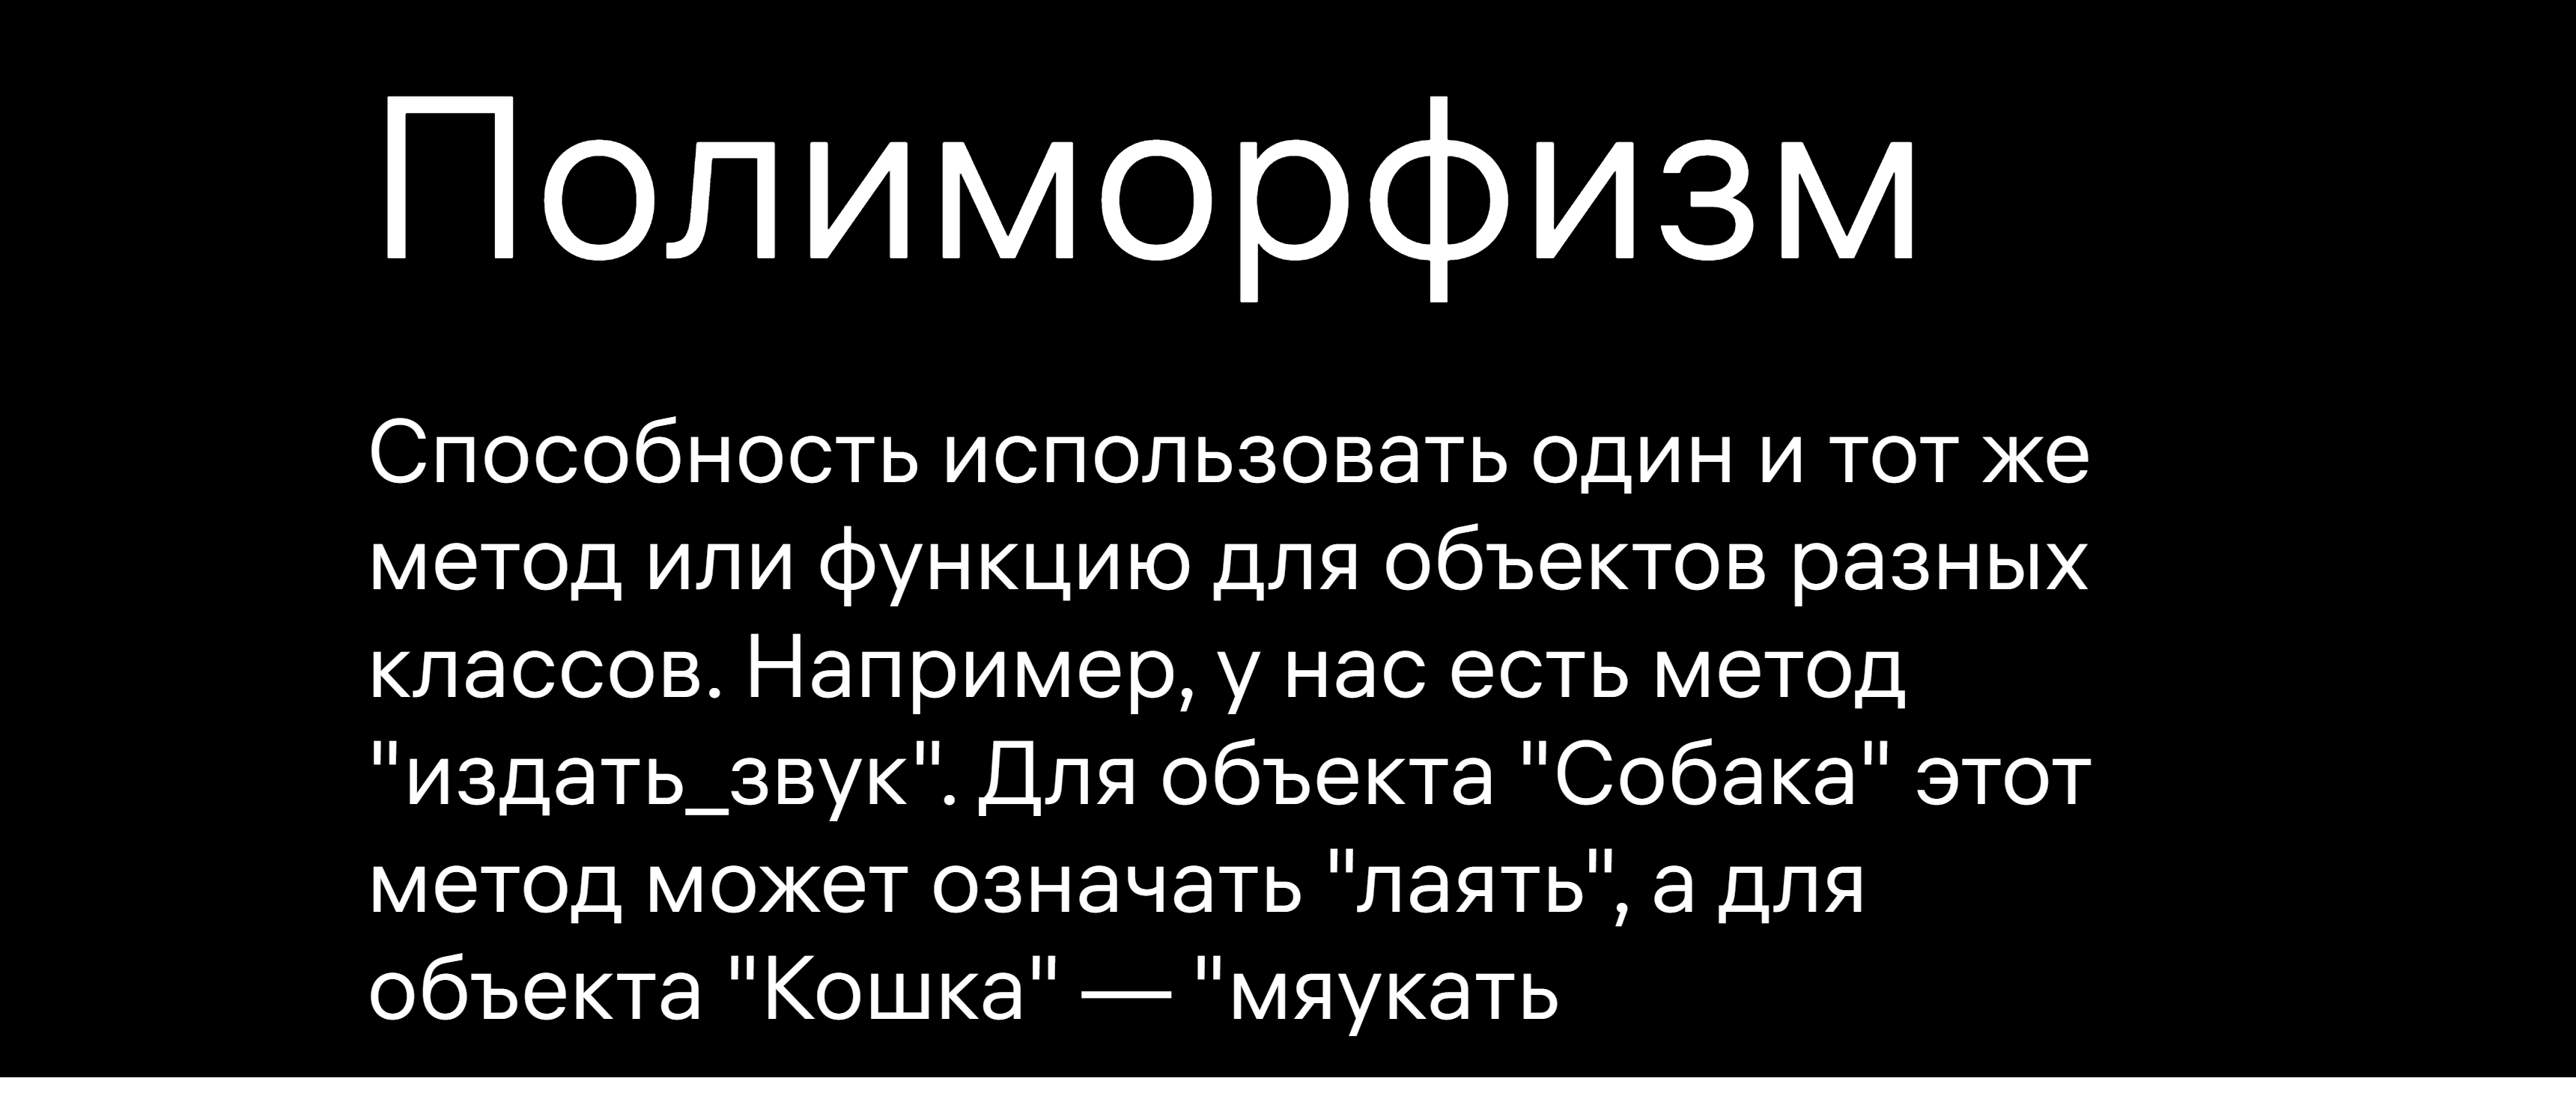 Полиморфизм
Способность использовать один и тот же
метод или функцию для объектов разных
классов. Например, у нас есть метод
"издать_звук". Для объекта "Собака" этот
метод может означать "лаять", а для
объекта "Кошка" — "мяукать